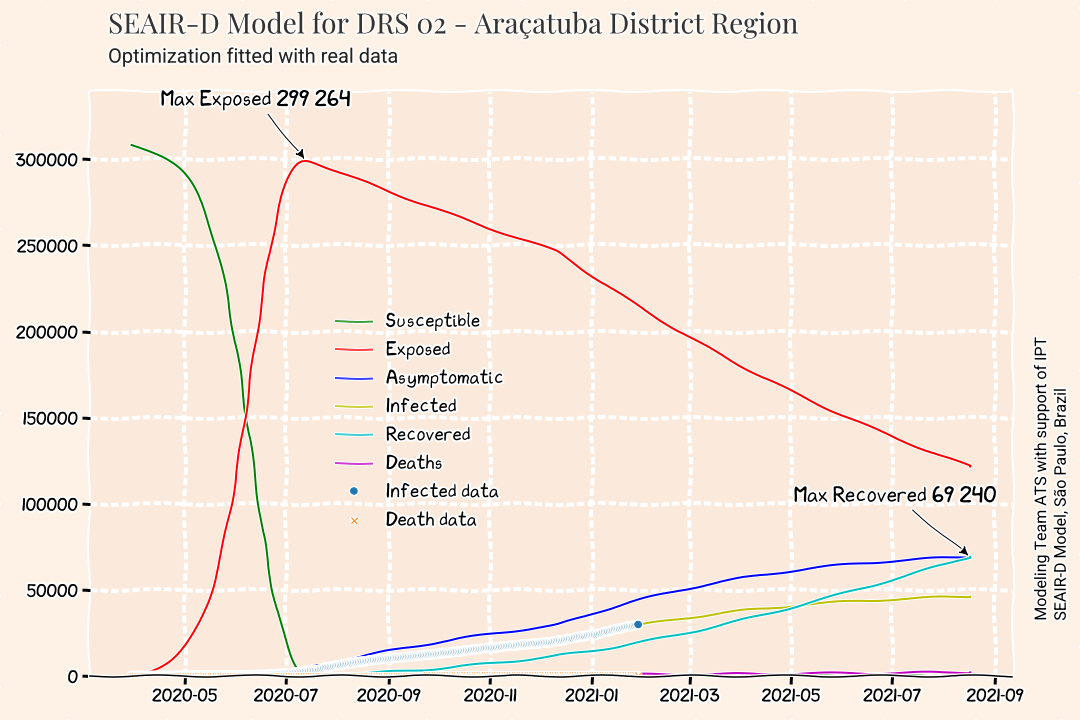 SEAIR-D Model for DRS 02 - Araçatuba District Region
Optimization fitted with real data
Max Exposed 299 264
300000
250000
200000
150000
100000
50000
0
Susceptible
Exposed
Asymptomatic
Infected
Recovered
Deaths
Infected data
Death data
Max Recovered 69 240
2020-05
2020-07
2020-09
2020-11
2021-01
2021-03
2021-05
2021-07
2021-09
Modeling Team ATS with support of IPT
SEAIR-D Model, São Paulo, Brazil